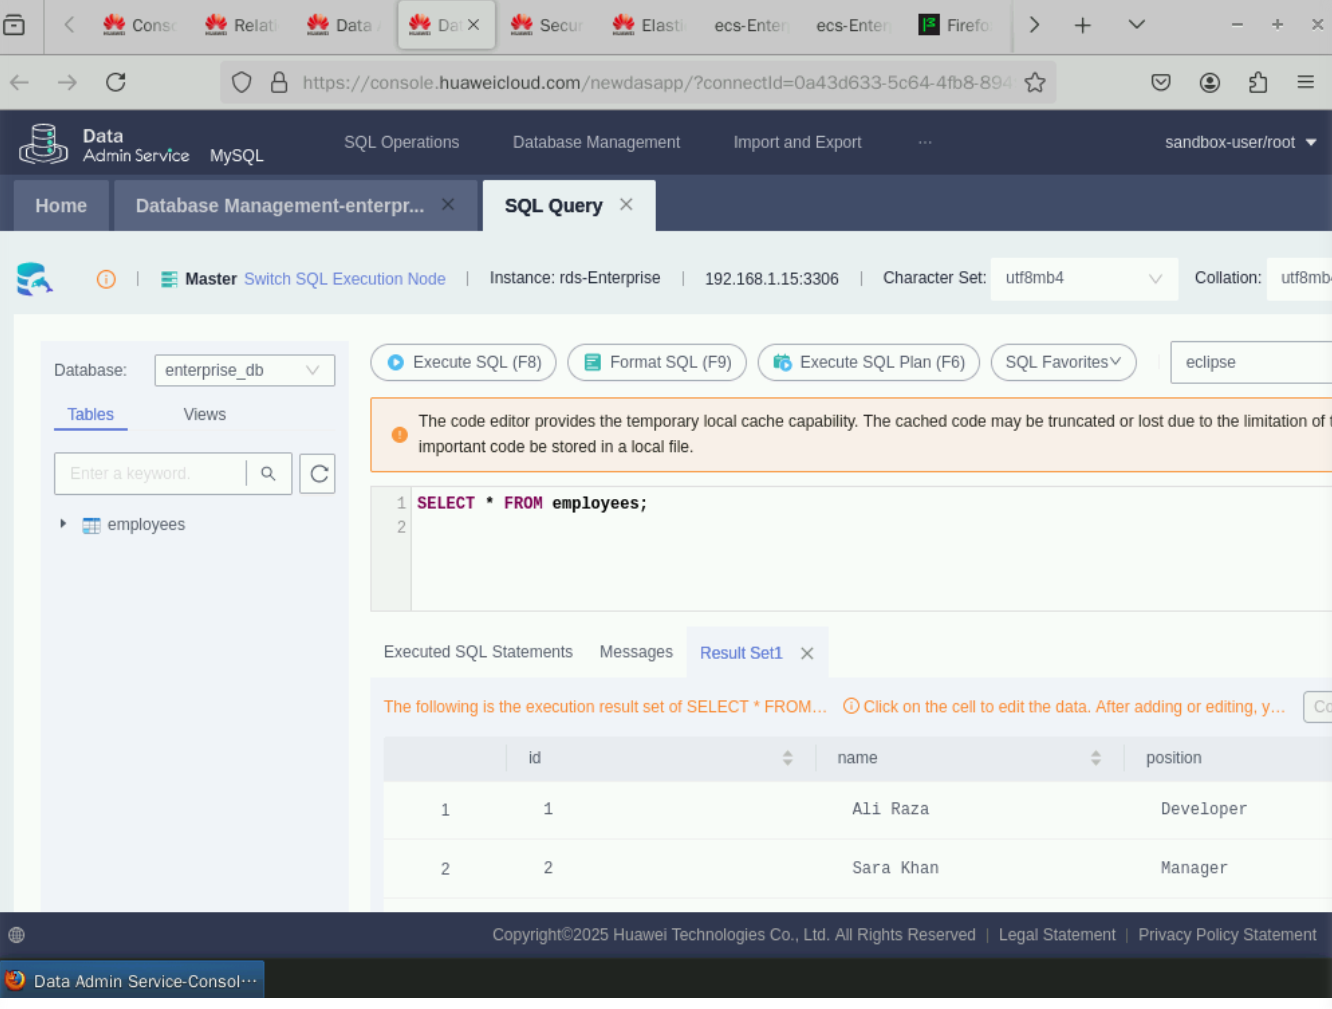 Conso
Relati
Data A
Dat
Secur
Elasti
ecs-Enter
ecs-Enter
Firefo
https://console.huaweicloud.com/newdasapp/?connectId=0a43d633-5c64-4fb8-894
Data
Admin Service MySQL
SQL Operations
Database Management
Import and Export
...
sandbox-user/root
Home
Database Management-enterpr...
SQL Query
Master Switch SQL Execution Node
Instance: rds-Enterprise
192.168.1.15:3306
Character Set: utf8mb4
Collation: utf8mb
Database: enterprise_db
Execute SQL (F8)
Format SQL (F9)
Execute SQL Plan (F6)
SQL Favorites
eclipse
Tables
Views
Enter a keyword.
employees
The code editor provides the temporary local cache capability. The cached code may be truncated or lost due to the limitation of
important code be stored in a local file.
1 SELECT * FROM employees;
2
Executed SQL Statements
Messages
Result Set1
The following is the execution result set of SELECT * FROM...
Click on the cell to edit the data. After adding or editing, y...
Co
id name position
1 1 Ali Raza Developer
2 2 Sara Khan Manager
Copyright©2025 Huawei Technologies Co., Ltd. All Rights Reserved | Legal Statement | Privacy Policy Statement
Data Admin Service-Consol···